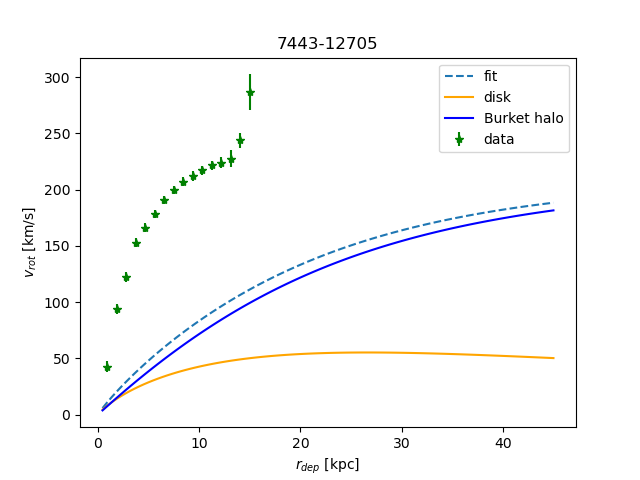 7443-12705
300
250
200
150
100
50
0
v_rot [km/s]
fit
disk
Burket halo
data
0 10 20 30 40
r_dep [kpc]